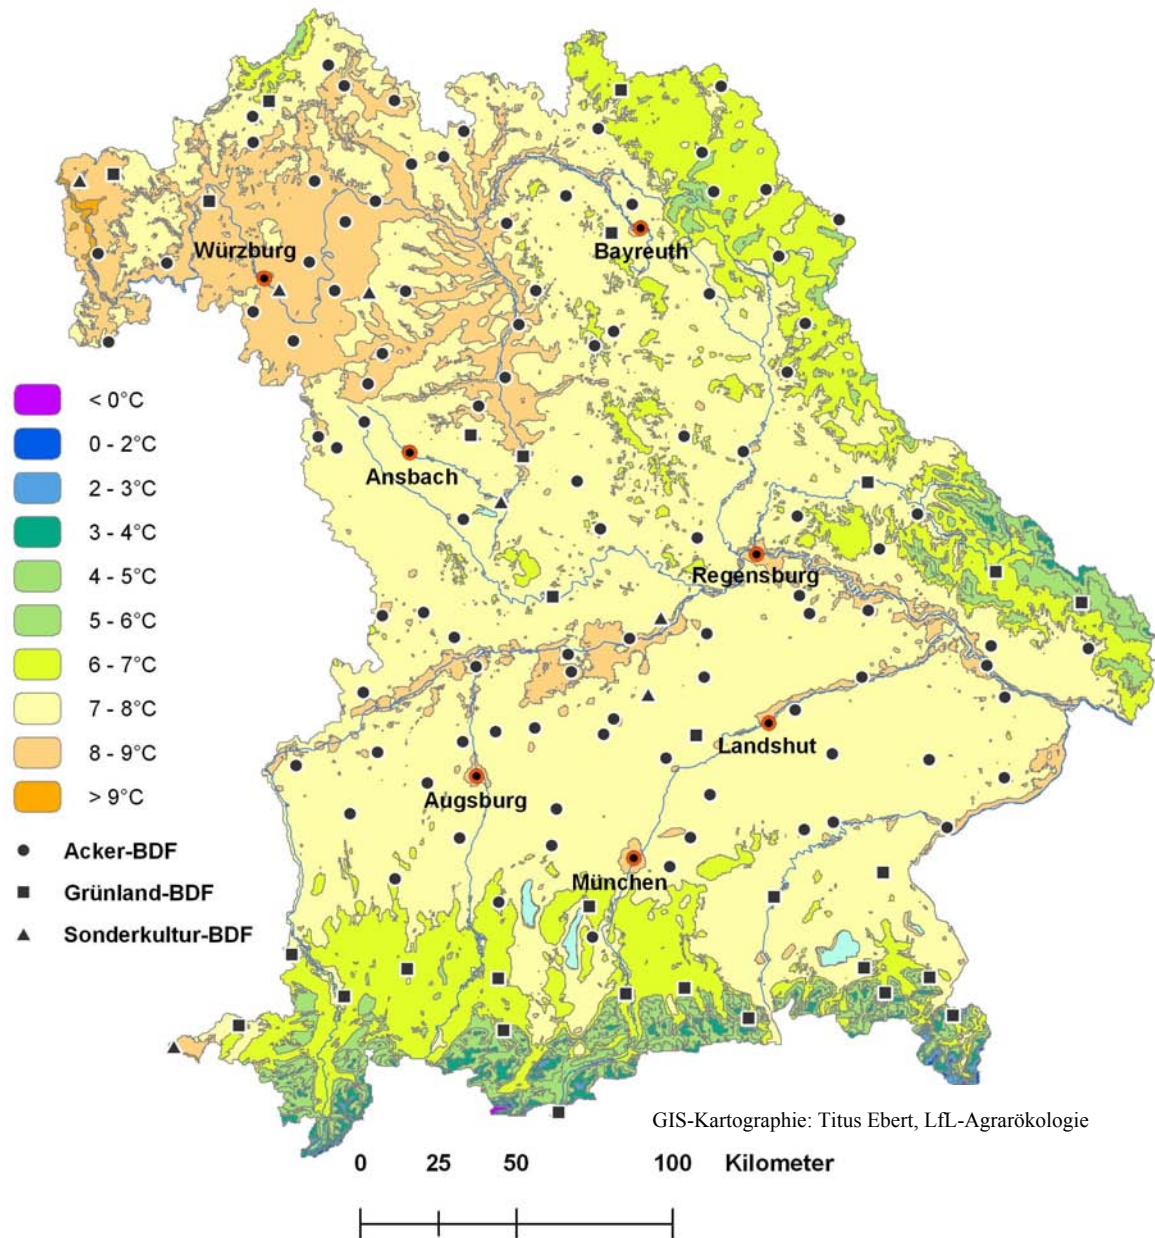 Würzburg
Bayreuth
< 0°C
0 - 2°C
2 - 3°C
3 - 4°C
4 - 5°C
5 - 6°C
6 - 7°C
7 - 8°C
8 - 9°C
> 9°C
Acker-BDF
Grünland-BDF
Sonderkultur-BDF
Ansbach
Regensburg
Landshut
Augsburg
München
GIS-Kartographie: Titus Ebert, LfL-Agrarökologie
0 25 50 100 Kilometer